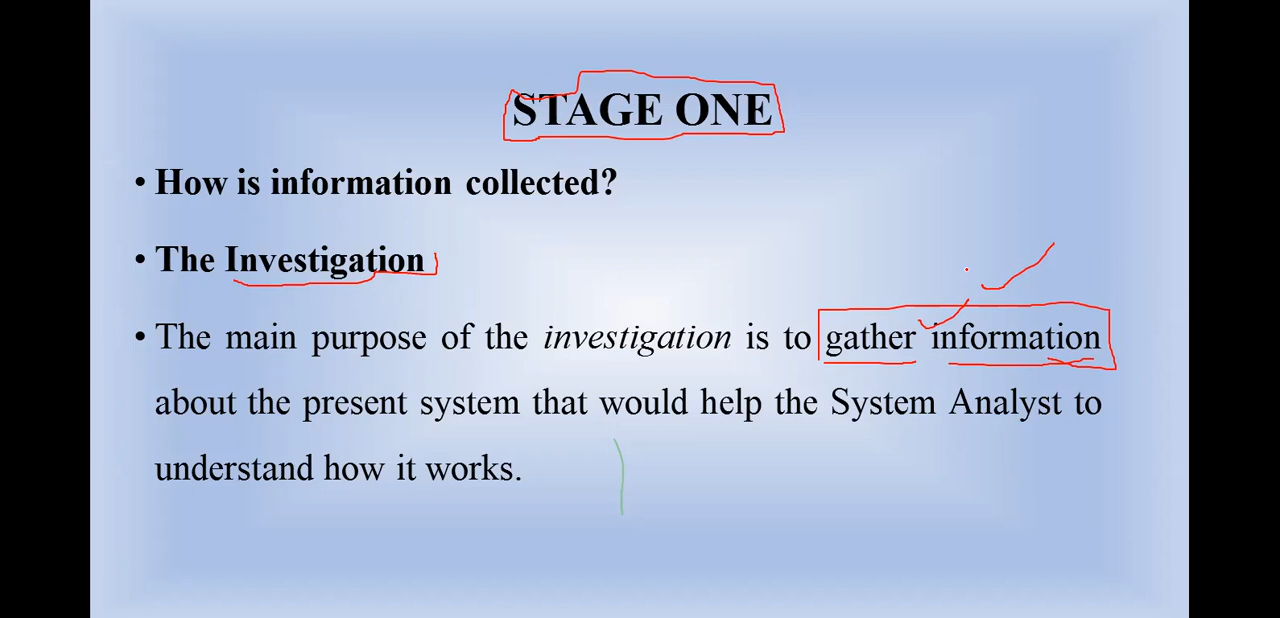 STAGE ONE
• How is information collected?
• The Investigation
• The main purpose of the investigation is to gather information
about the present system that would help the System Analyst to
understand how it works.